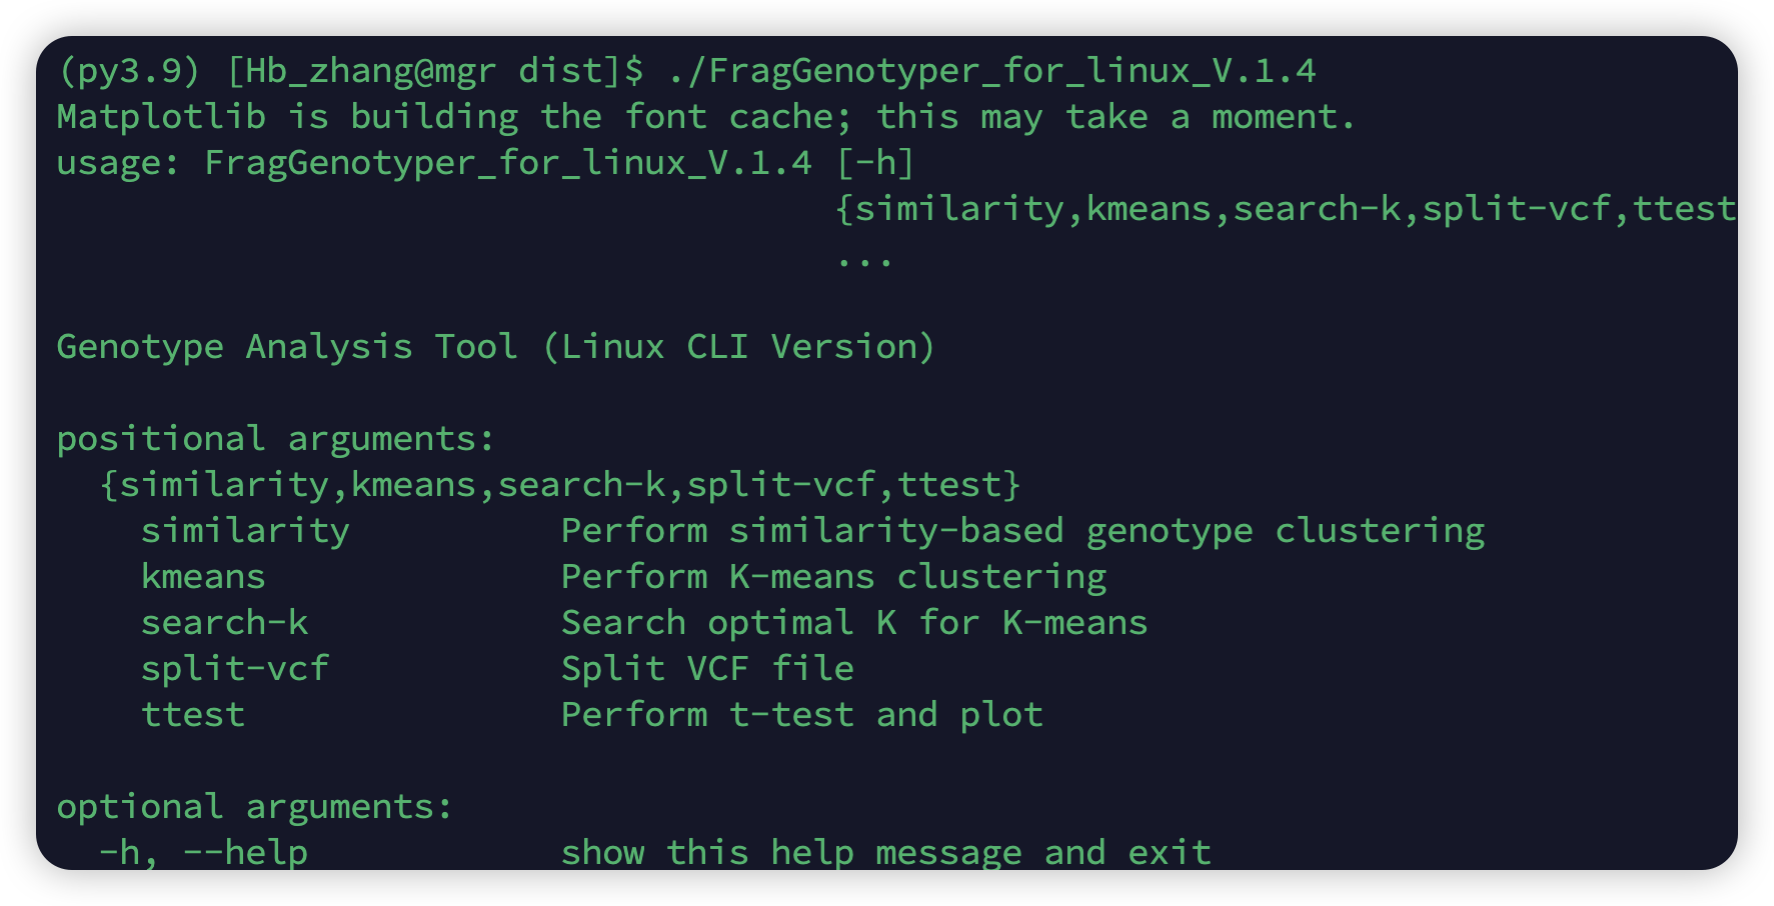 (py3.9) [Hb_zhang@mgr dist]$ ./FragGenotyper_for_linux_V.1.4
Matplotlib is building the font cache; this may take a moment.
usage: FragGenotyper_for_linux_V.1.4 [-h]
{similarity,kmeans,search-k,split-vcf,ttest
...
Genotype Analysis Tool (Linux CLI Version)
positional arguments:
{similarity,kmeans,search-k,split-vcf,ttest}
similarity Perform similarity-based genotype clustering
kmeans Perform K-means clustering
search-k Search optimal K for K-means
split-vcf Split VCF file
ttest Perform t-test and plot
optional arguments:
-h, --help show this help message and exit